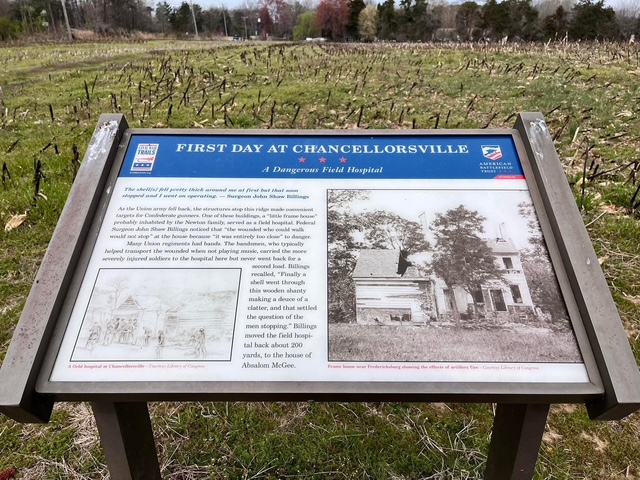 FIRST DAY AT CHANCELLORSVILLE
A Dangerous Field Hospital
TRAILS
AMERICAN
BATTLEFIELD
TRUST
The shell[s] fell pretty thick around me at first but that soon
stopped and I went on operating. — Surgeon John Shaw Billings
As the Union army fell back, the structures atop this ridge made convenient
targets for Confederate gunners. One of these buildings, a "little frame house"
probably inhabited by the Newton family, served as a field hospital. Federal
Surgeon John Shaw Billings noticed that "the wounded who could walk
would not stop" at the house because "it was entirely too close" to danger.
Many Union regiments had bands. The bandsmen, who typically
helped transport the wounded when not playing music, carried the more
severely injured soldiers to the hospital here but never went back for a
second load. Billings
recalled, "Finally a
shell went through
this wooden shanty
making a deuce of a
clatter, and that settled
the question of the
men stopping." Billings
moved the field hospi-
tal back about 200
yards, to the house of
Absalom McGee.
A field hospital at Chancellorsville – Courtesy Library of Congress
Frame house near Fredericksburg showing the effects of artillery fire – Courtesy Library of Congress